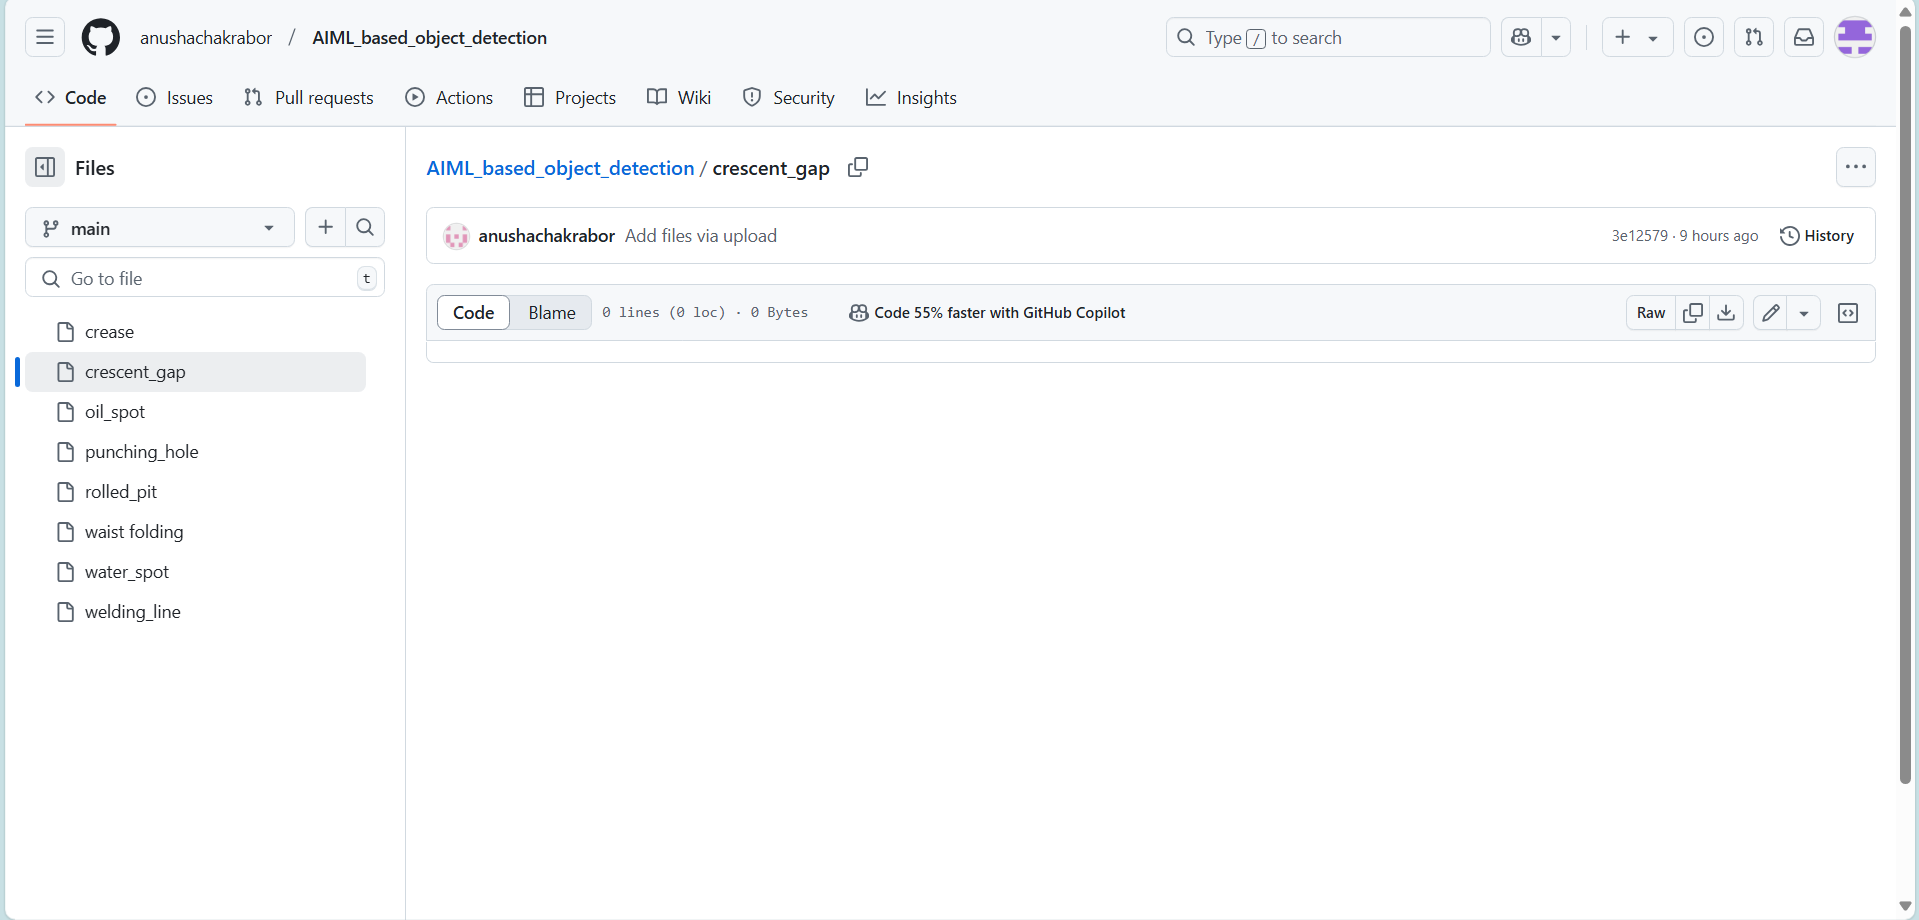 anushachakrabor / AIML_based_object_detection
Type / to search
Code Issues Pull requests Actions Projects Wiki Security Insights
Files
main
Go to file t
crease
crescent_gap
oil_spot
punching_hole
rolled_pit
waist folding
water_spot
welding_line
AIML_based_object_detection / crescent_gap
anushachakrabor Add files via upload
3e12579 · 9 hours ago History
Code Blame 0 lines (0 loc) · 0 Bytes Code 55% faster with GitHub Copilot
Raw